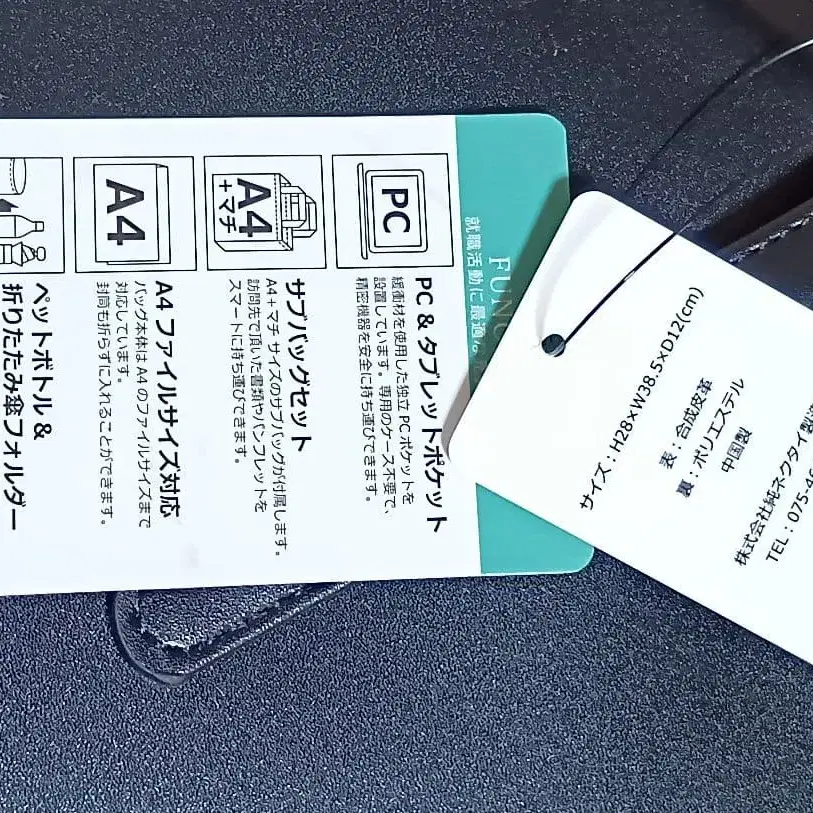 FUNC
就職活動に最適な
PC
PC & タブレットポケット
緩衝材を使用した独立PCポケットを
設置しています。専用のケース不要で、
精密機器を安全に持ち運びできます。
A4
+マチ
サブバッグセット
A4+マチ サイズのサブバッグが付属します。
訪問先で頂いた書類やパンフレットを
スマートに持ち運びできます。
A4
A4ファイルサイズ対応
バッグ本体はA4のファイルサイズまで
対応しています。
封筒も折らずに入れることができます。
ペットボトル &
折りたたみ傘フォルダー
サイズ:H28×W38.5×D12(cm)
表:合成皮革
裏:ポリエステル
中国製
株式会社純ネクタイ製造
TEL:075-46